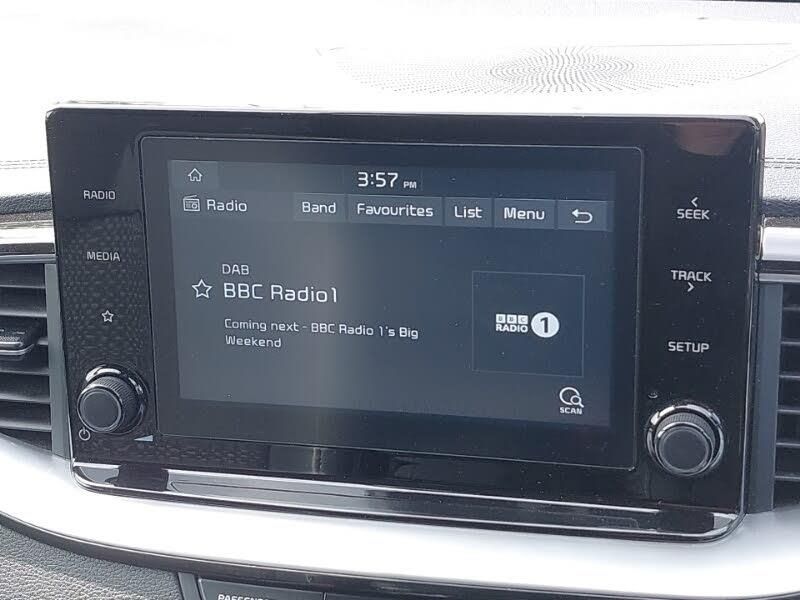 3:57 PM
RADIO
Radio
Band
Favourites
List
Menu
SEEK
MEDIA
TRACK
DAB
BBC Radio1
Coming next - BBC Radio 1's Big
Weekend
BBC
RADIO 1
SETUP
SCAN